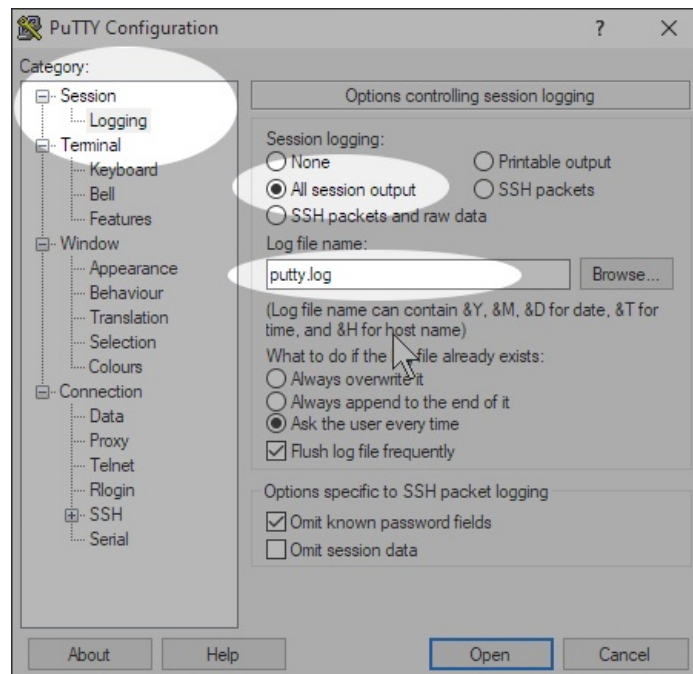 PuTTY Configuration
?
Category:
Session
Logging
Terminal
Keyboard
Bell
Features
Window
Appearance
Behaviour
Translation
Selection
Colours
Connection
Data
Proxy
Telnet
Rlogin
SSH
Serial
Options controlling session logging
Session logging:
None Printable output
All session output SSH packets
SSH packets and raw data
Log file name:
putty.log Browse...
(Log file name can contain &Y, &M, &D for date, &T for
time, and &H for host name)
What to do if the file already exists:
Always overwrite it
Always append to the end of it
Ask the user every time
Flush log file frequently
Options specific to SSH packet logging
Omit known password fields
Omit session data
About Help Open Cancel